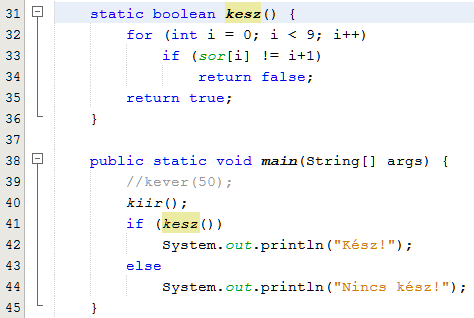 31 static boolean kesz() {
32 for (int i = 0; i < 9; i++)
33 if (sor[i] != i+1)
34 return false;
35 return true;
36 }
37
38 public static void main(String[] args) {
39 //kever(50);
40 kiir();
41 if (kesz())
42 System.out.println("Kész!");
43 else
44 System.out.println("Nincs kész!");
45 }